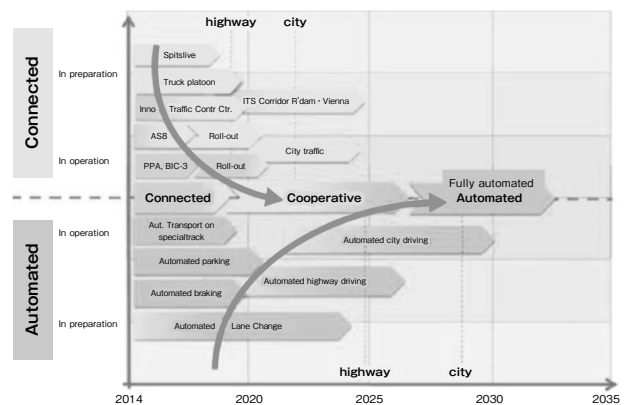 highway
city
Connected
In preparation
In operation
Spitslive
Truck platoon
Inno
Traffic Contr Ctr.
ITS Corridor R'dam・Vienna
AS8
Roll-out
City traffic
PPA, BIC-3
Roll-out
Connected
Cooperative
Fully automated
Automated
Automated
In operation
In preparation
Aut. Transport on
specialtrack
Automated city driving
Automated parking
Automated highway driving
Automated braking
Automated Lane Change
highway
city
2014
2020
2025
2030
2035